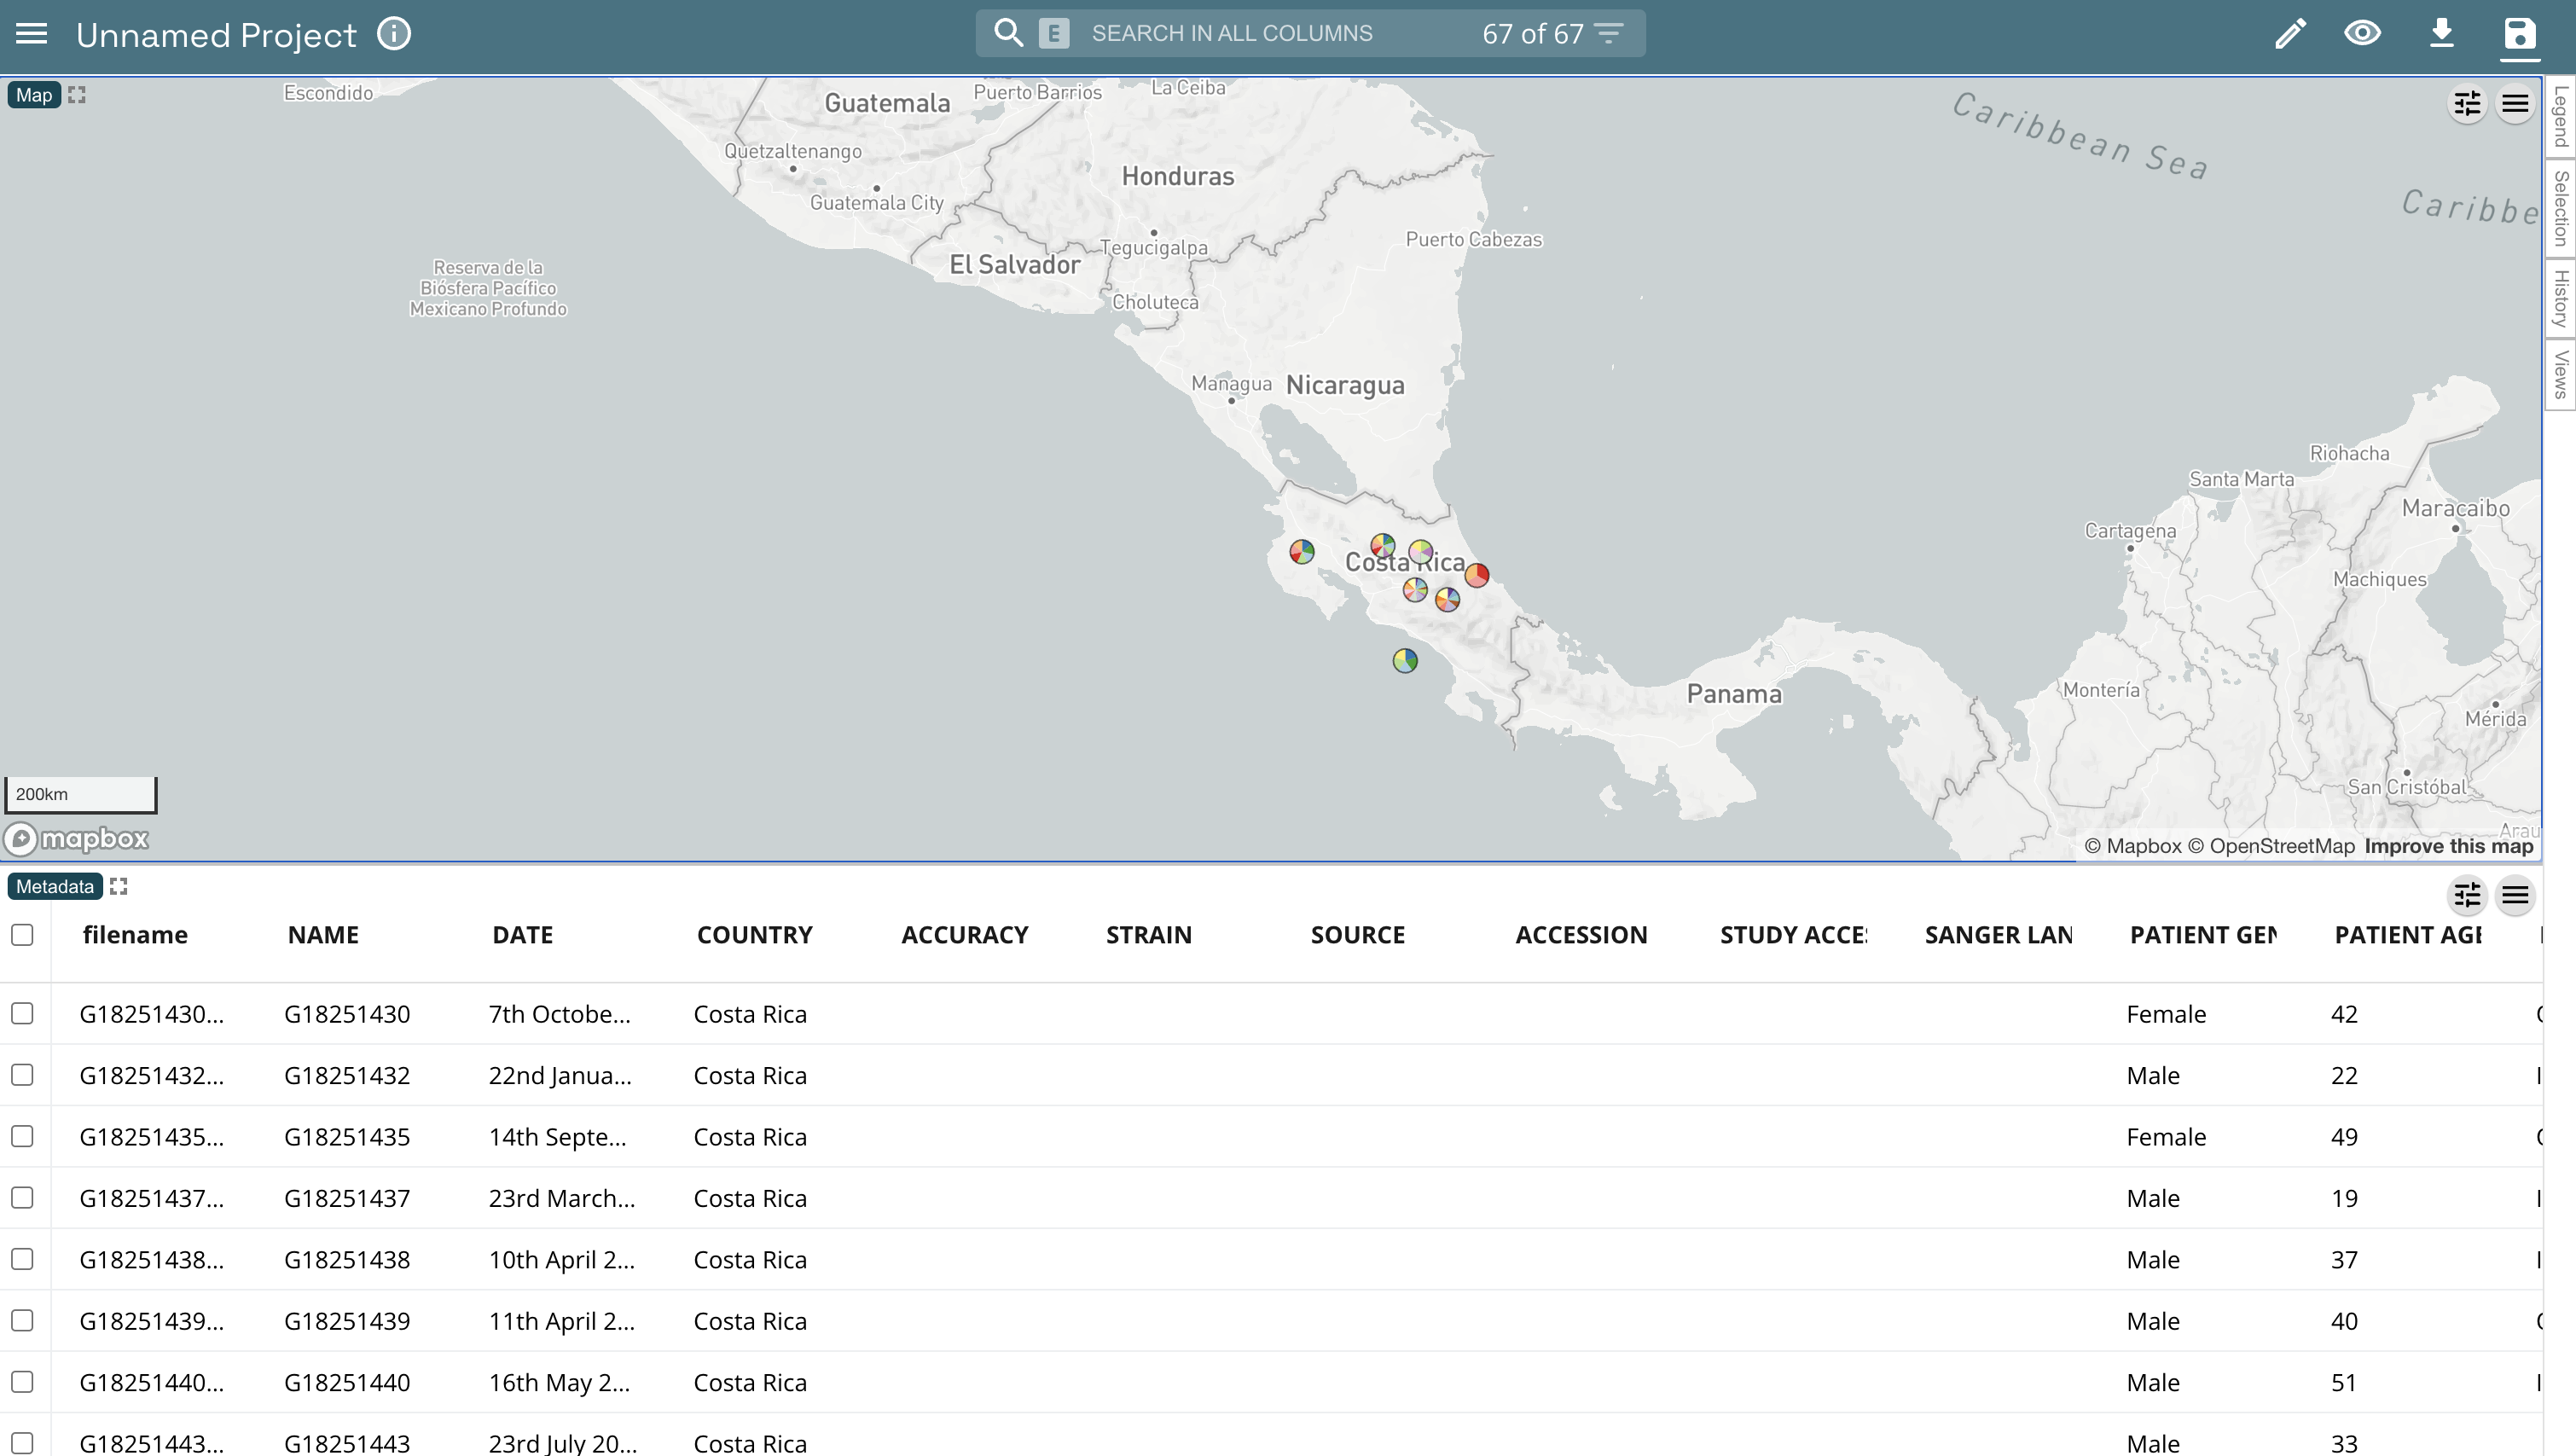 Unnamed Project
E SEARCH IN ALL COLUMNS 67 of 67
Map
Escondido
Guatemala
Puerto Barrios
La Ceiba
Caribbean Sea
Quetzaltenango
Honduras
Guatemala City
Caribbe
Tegucigalpa
Puerto Cabezas
El Salvador
Reserva de la
Biósfera Pacífico
Mexicano Profundo
Choluteca
Managua
Nicaragua
Riohacha
Santa Marta
Maracaibo
Cartagena
Costa Rica
Machiques
Panama
Montería
Mérida
San Cristóbal
Arau
200km
mapbox
© Mapbox © OpenStreetMap Improve this map
Legend
Selection
History
Views
Metadata
filename NAME DATE COUNTRY ACCURACY STRAIN SOURCE ACCESSION STUDY ACCE SANGER LAN PATIENT GEN PATIENT AGE
G18251430... G18251430 7th Octobe... Costa Rica Female 42
G18251432... G18251432 22nd Janua... Costa Rica Male 22
G18251435... G18251435 14th Septe... Costa Rica Female 49
G18251437... G18251437 23rd March... Costa Rica Male 19
G18251438... G18251438 10th April 2... Costa Rica Male 37
G18251439... G18251439 11th April 2... Costa Rica Male 40
G18251440... G18251440 16th May 2... Costa Rica Male 51
G18251443... G18251443 23rd July 20... Costa Rica Male 33